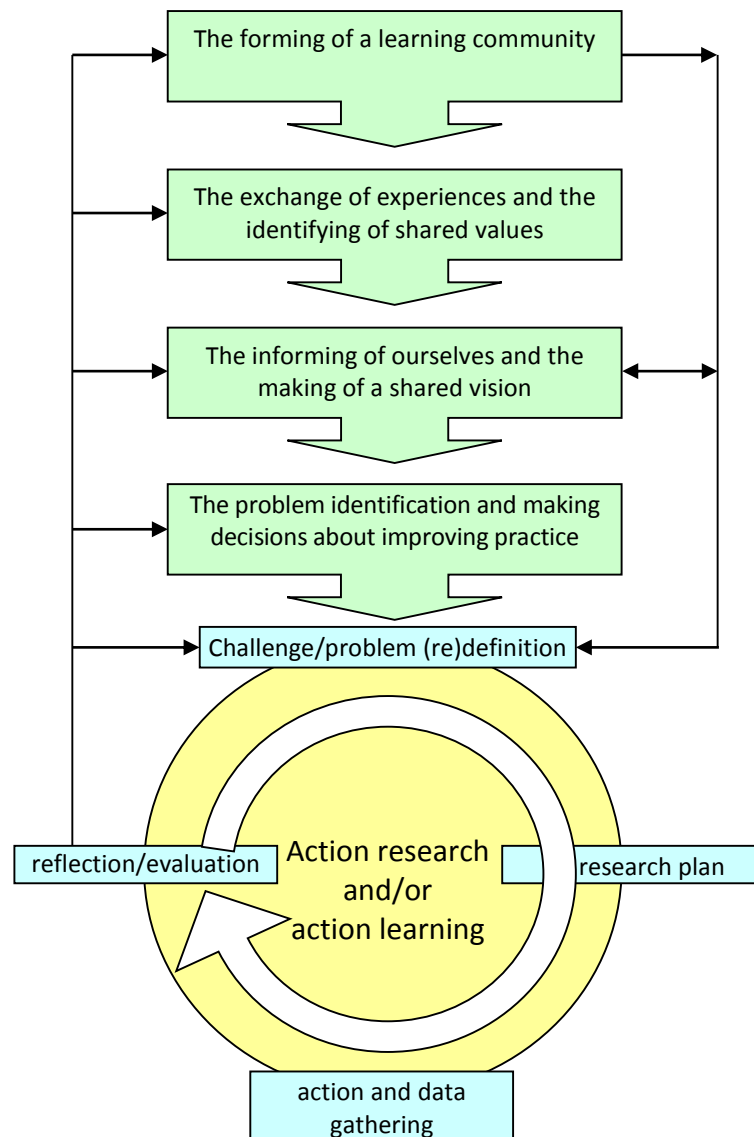 The forming of a learning community
The exchange of experiences and the
identifying of shared values
The informing of ourselves and the
making of a shared vision
The problem identification and making
decisions about improving practice
Challenge/problem (re)definition
reflection/evaluation
Action research
and/or
action learning
research plan
action and data
gathering